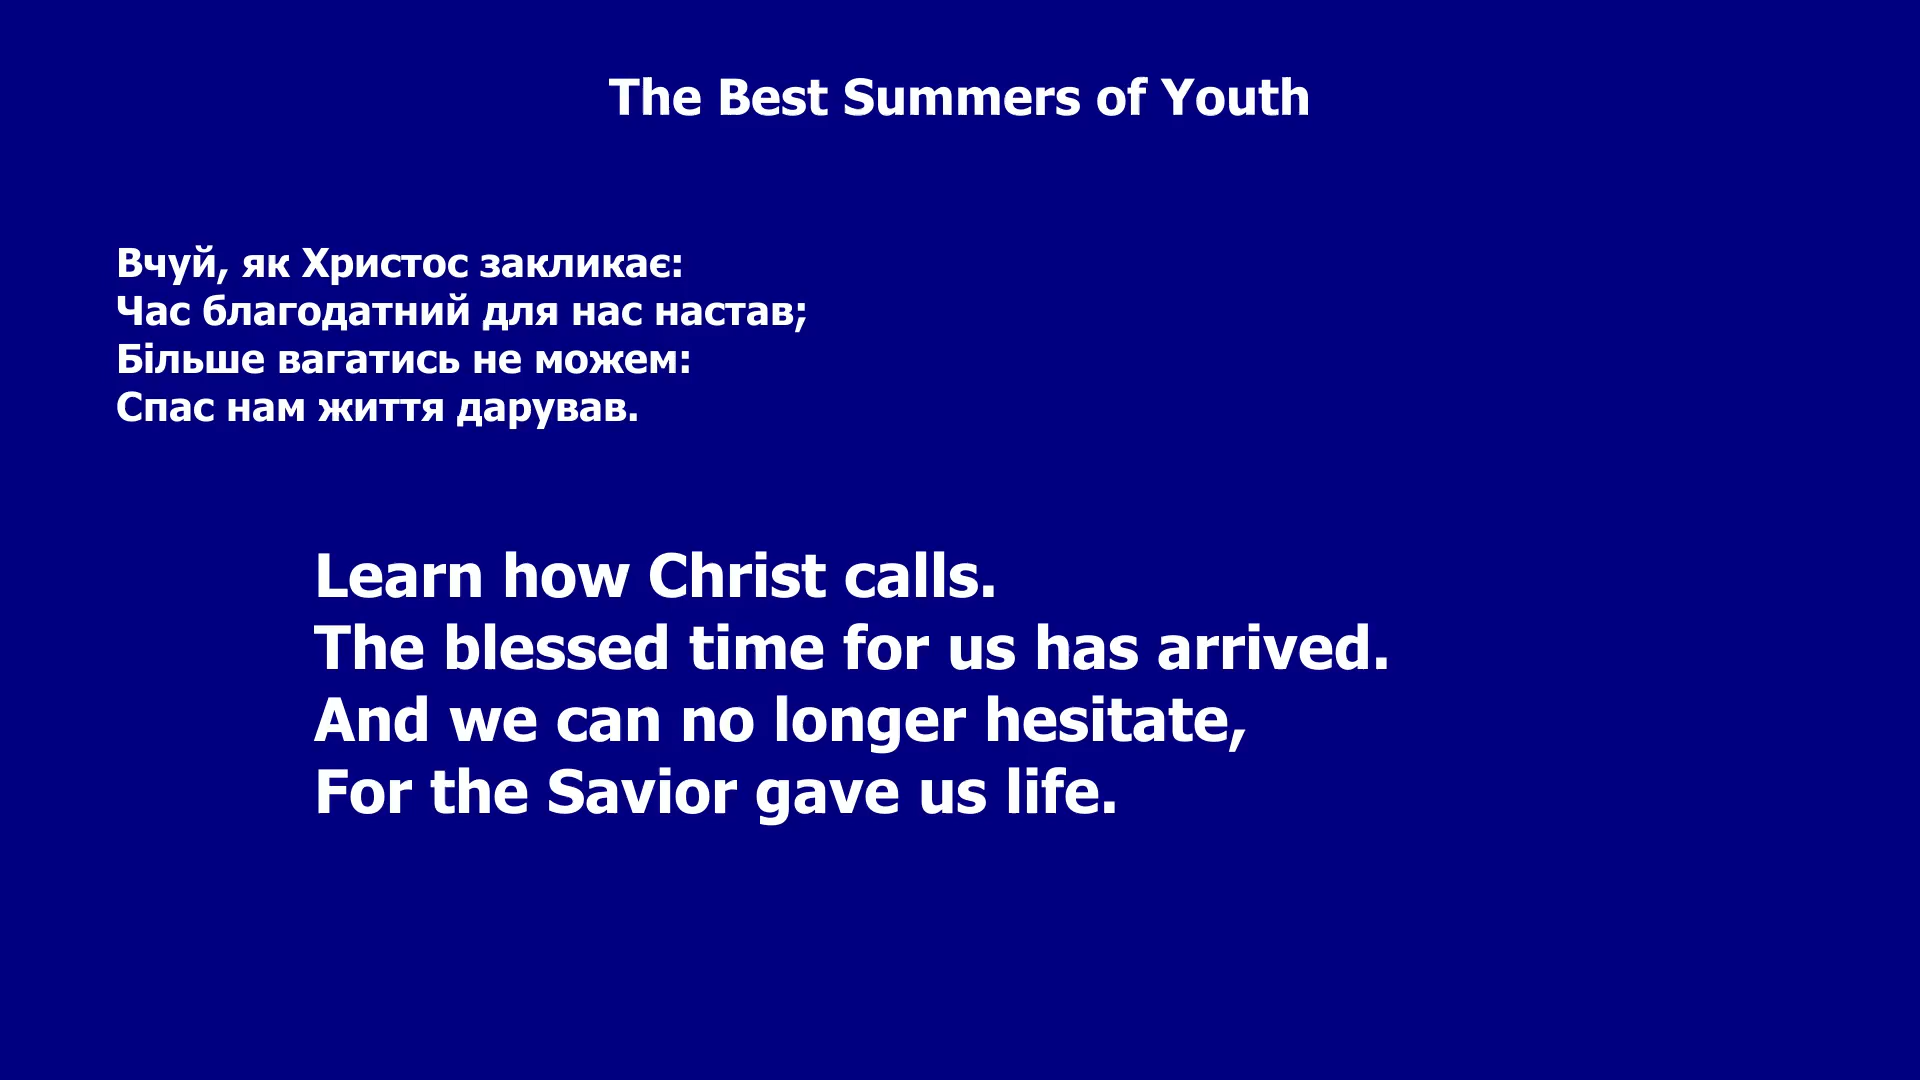 The Best Summers of Youth
Вчуй, як Христос закликає:
Час благодатний для нас настав;
Більше вагатись не можем:
Спас нам життя дарував.
Learn how Christ calls.
The blessed time for us has arrived.
And we can no longer hesitate,
For the Savior gave us life.